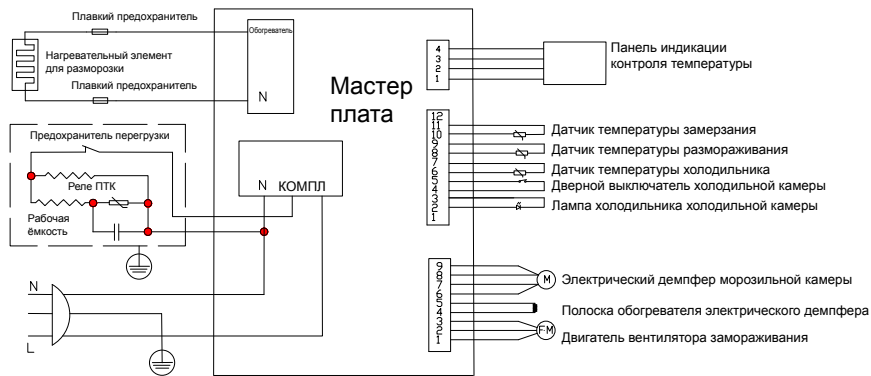 Плавкий предохранитель
Нагревательный элемент
для разморозки
Плавкий предохранитель
Обогреватель
N
Мастер
плата
4
3
2
1
Панель индикации
контроля температуры
Предохранитель перегрузки
Реле ПТК
Рабочая
ёмкость
N КОМПЛ
12
11
10
9
8
7
6
5
4
3
2
1
Датчик температуры замерзания
Датчик температуры размораживания
Датчик температуры холодильника
Дверной выключатель холодильной камеры
Лампа холодильника холодильной камеры
N
L
9
8
7
6
5
4
3
2
1
M
FM
Электрический демпфер морозильной камеры
Полоска обогревателя электрического демпфера
Двигатель вентилятора замораживания